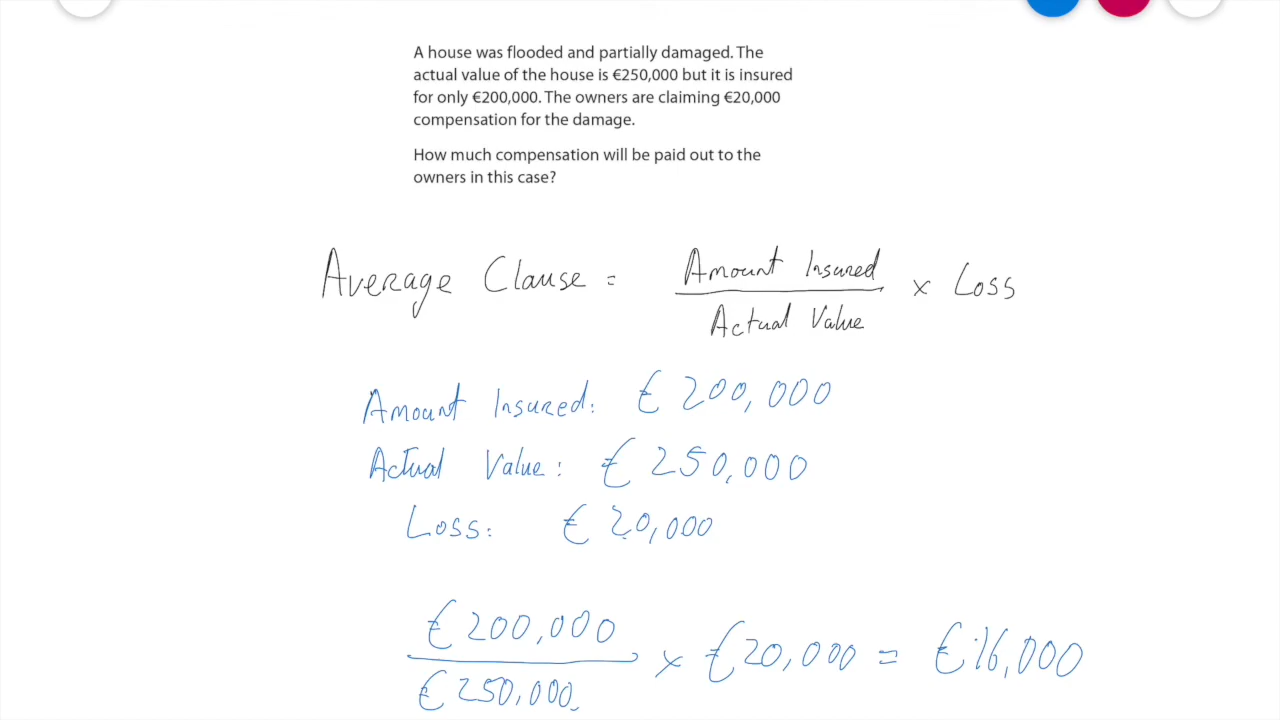 A house was flooded and partially damaged. The
actual value of the house is €250,000 but it is insured
for only €200,000. The owners are claiming €20,000
compensation for the damage.
How much compensation will be paid out to the
owners in this case?
Average Clause = Amount Insured / Actual Value x Loss
Amount Insured: € 200,000
Actual Value: € 250,000
Loss: € 20,000
€200,000 / €250,000 x €20,000 = €16,000